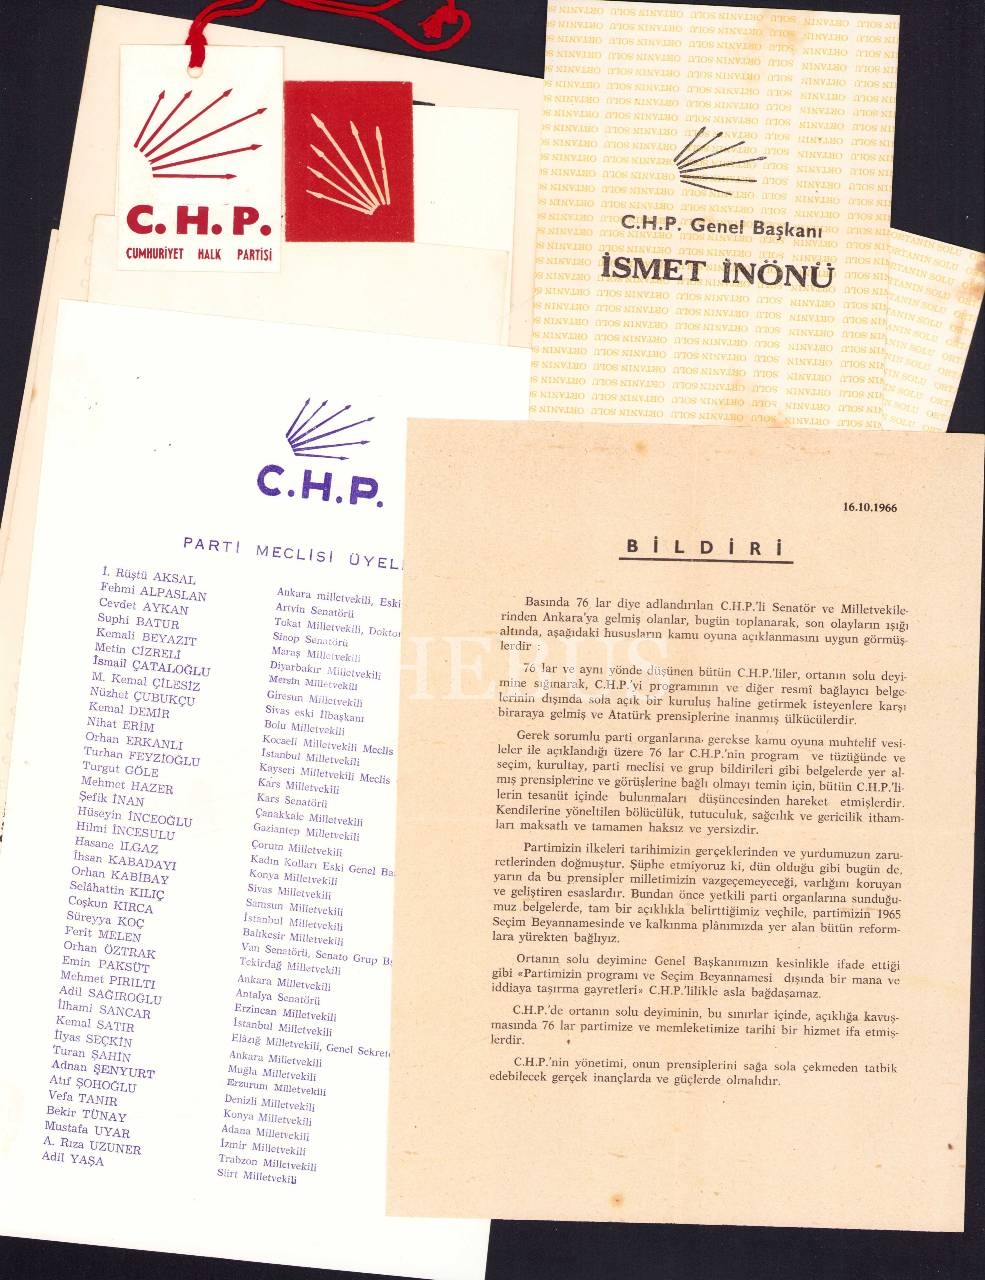 C.H.P.
CUMHURİYET HALK PARTİSİ
C.H.P. Genel Başkanı
İSMET İNÖNÜ
ORTANIN SOLU
C.H.P.
PARTİ MECLİSİ
İ. Rüştü AKSAL Ankara milletvekili, Eski
Fehmi ALPASLAN Artvin Senatörü
Cevdet AYKAN Tokat Milletvekili, Doktor
Suphi BATUR Sinop Senatörü
Kemali BEYAZIT Maraş Milletvekili
Metin CİZRELİ Diyarbakır Milletvekili
İsmail ÇATALOĞLU Mersin Milletvekili
M. Kemal ÇİLESİZ Giresun Milletvekili
Nüzhet ÇUBUKÇU Sivas eski İlbaşkanı
Kemal DEMİR Bolu Milletvekili
Nihat ERİM Kocaeli Milletvekili Meclis
Orhan ERKANLI İstanbul Milletvekili
Turhan FEYZİOĞLU Kayseri Milletvekili Meclis
Turgut GÖLE Kars Milletvekili
Mehmet HAZER Kars Senatörü
Şefik İNAN Çanakkale Milletvekili
Hüseyin İNCEOĞLU Gaziantep Milletvekili
Hilmi İNCESULU Çorum Milletvekili
Hasane ILGAZ Kadın Kolları Eski Genel
İhsan KABADAYI Konya Milletvekili
Orhan KABİBAY Sivas Milletvekili
Selâhattin KILIÇ Samsun Milletvekili
Coşkun KIRCA İstanbul Milletvekili
Süreyya KOÇ Balıkesir Milletvekili
Ferit MELEN Van Senatörü, Senato Grup
Orhan ÖZTRAK Tekirdağ Milletvekili
Emin PAKSÜT Ankara Milletvekili
Mehmet PIRILTI Antalya Senatörü
Adil SAĞIROĞLU Erzincan Milletvekili
İlhami SANCAR İstanbul Milletvekili
Kemal SATIR Elâzığ Milletvekili, Genel
İlyas SEÇKİN Ankara Milletvekili
Turan ŞAHİN Muğla Milletvekili
Adnan ŞENYURT Erzurum Milletvekili
Atıf ŞOHOĞLU Denizli Milletvekili
Vefa TANIR Konya Milletvekili
Bekir TÜNAY Adana Milletvekili
Mustafa UYAR İzmir Milletvekili
A. Rıza UZUNER Trabzon Milletvekili
Adil YAŞA Siirt Milletvekili
16.10.1966
BİLDİRİ
Basında 76 lar diye adlandırılan C.H.P.'li Senatör ve Milletvekile-
rinden Ankara'ya gelmiş olanlar, bugün toplanarak, son olayların ışığı
altında, aşağıdaki hususların kamu oyuna açıklanmasını uygun görmüş-
lerdir :
76 lar ve aynı yönde düşünen bütün C.H.P.'liler, ortanın solu deyi-
mine sığınarak, C.H.P.'yi programının ve diğer resmî bağlayıcı belge-
lerinin dışında sola açık bir kuruluş haline getirmek isteyenlere karşı
biraraya gelmiş ve Atatürk prensiplerine inanmış ülkücülerdir.
Gerek sorumlu parti organlarına gerekse kamu oyuna muhtelif vesi-
leler ile açıklandığı üzere 76 lar C.H.P.'nin program ve tüzüğünde ve
seçim, kurultay, parti meclisi ve grup bildirileri gibi belgelerde yer al-
mış prensiplerine ve görüşlerine bağlı olmayı temin için, bütün C.H.P.'li-
lerin tesanüt içinde bulunmaları düşüncesinden hareket etmişlerdir.
Kendilerine yöneltilen bölücülük, tutuculuk, sağcılık ve gericilik itham-
ları maksatlı ve tamamen haksız ve yersizdir.
Partimizin ilkeleri tarihimizin gerçeklerinden ve yurdumuzun zaru-
retlerinden doğmuştur. Şüphe etmiyoruz ki, dün olduğu gibi bugün de,
yarın da bu prensipler milletimizin vazgeçemeyeceği, varlığını koruyan
ve geliştiren esaslardır. Bundan önce yetkili parti organlarına sunduğu-
muz belgelerde, tam bir açıklıkla belirttiğimiz veçhile, partimizin 1965
Seçim Beyannamesinde ve kalkınma plânımızda yer alan bütün reform-
lara yürekten bağlıyız.
Ortanın solu deyimine Genel Başkanımızın kesinlikle ifade ettiği
gibi «Partimizin programı ve Seçim Beyannamesi dışında bir mana ve
iddiaya taşırma gayretleri» C.H.P.'lilikle asla bağdaşamaz.
C.H.P.'de ortanın solu deyiminin, bu sınırlar içinde, açıklığa kavuş-
masında 76 lar partimize ve memleketimize tarihi bir hizmet ifa etmiş-
lerdir.
C.H.P.'nin yönetimi, onun prensiplerini sağa sola çekmeden tatbik
edebilecek gerçek inançlarda ve güçlerde olmalıdır.